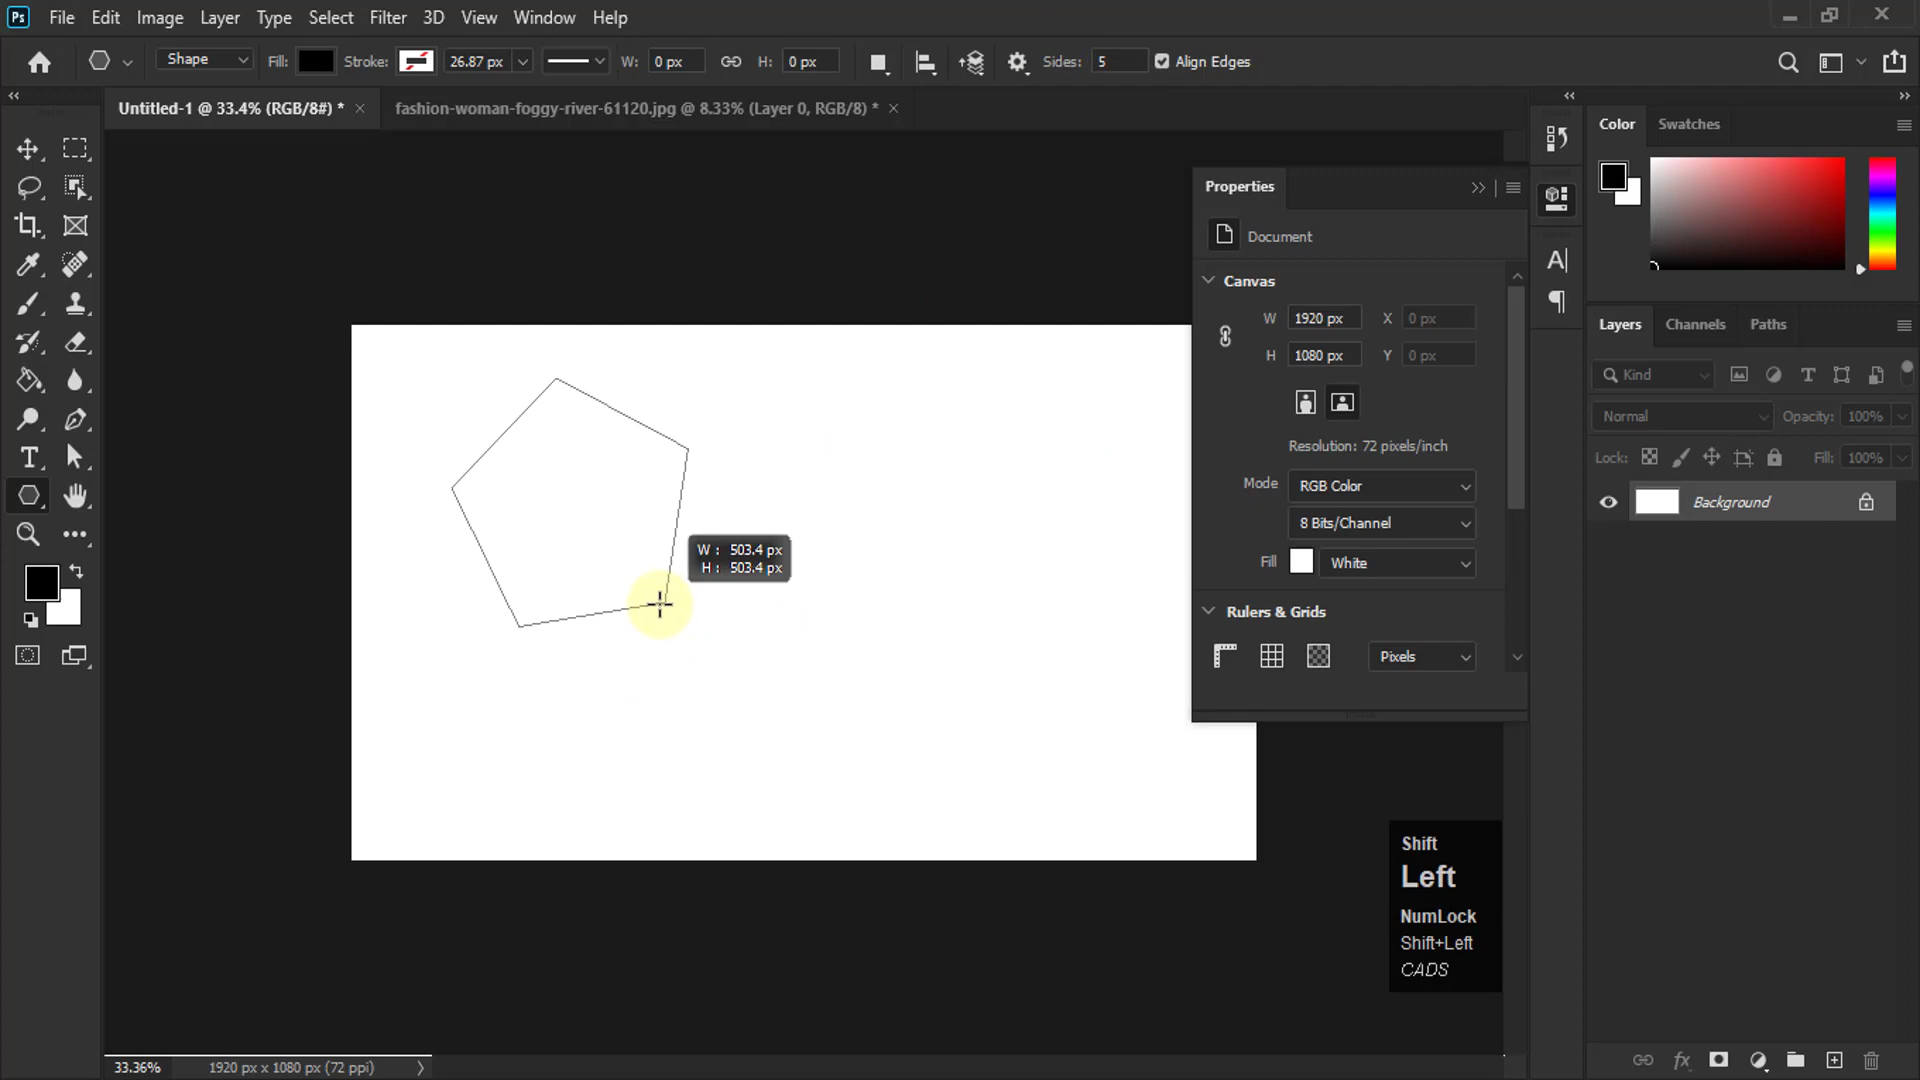 Ps File Edit Image Layer Type Select Filter 3D View Window Help
Shape Fill: Stroke: 26.87 px W: 0 px H: 0 px Sides: 5 Align Edges
Untitled-1 @ 33.4% (RGB/8#) * fashion-woman-foggy-river-61120.jpg @ 8.33% (Layer 0, RGB/8) *
Color Swatches
Properties
Document
Canvas
W 1920 px X 0 px
H 1080 px Y 0 px
Resolution: 72 pixels/inch
Mode RGB Color
8 Bits/Channel
Fill White
Rulers & Grids
Pixels
W : 503.4 px
H : 503.4 px
Layers Channels Paths
Kind
Normal Opacity: 100%
Lock: Fill: 100%
Background
Shift
Left
NumLock
Shift+Left
CADS
33.36% 1920 px x 1080 px (72 ppi)